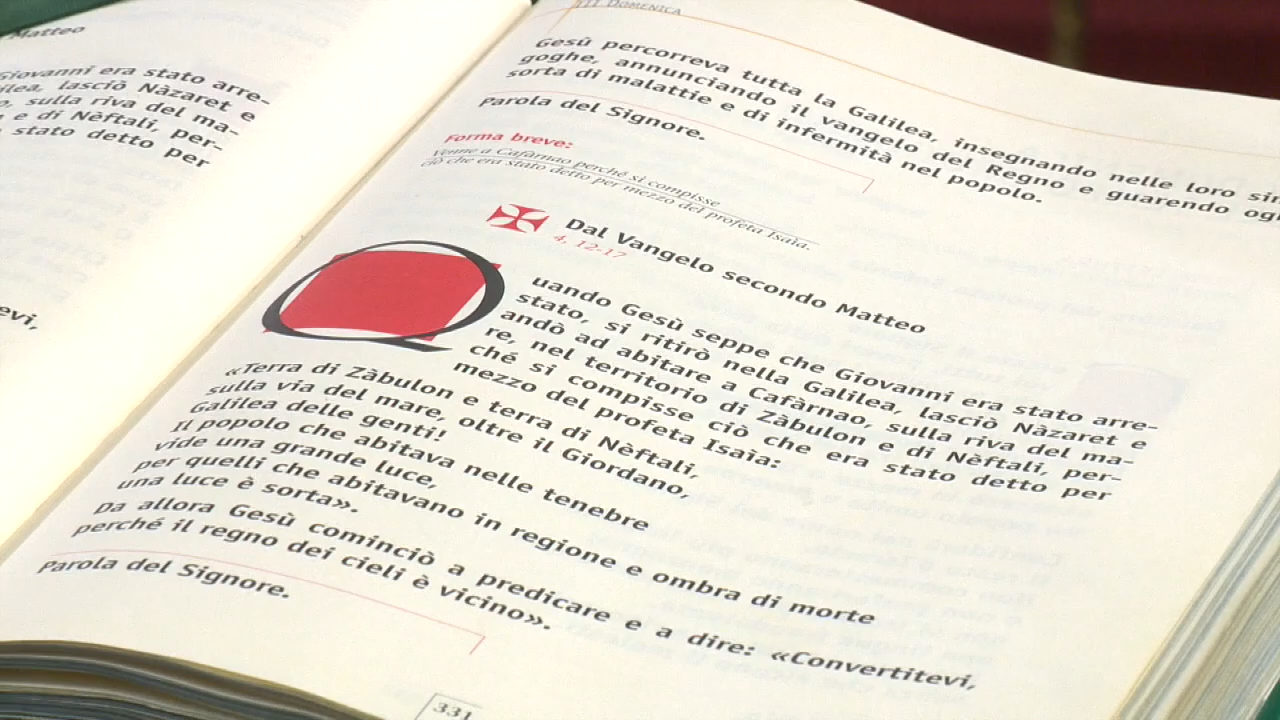 Matteo
Giovanni era stato arre-
lasciò Nàzaret e
sulla riva del ma-
e di Nèftali, per-
stato detto per
DOMENICA
Gesù percorreva tutta la Galilea, insegnando nelle loro
goghe, annunciando il vangelo del Regno e guarendo
sorta di malattie e di infermità nel popolo.
Parola del Signore.
Forma breve:
Venne a Cafàrnao perché si compisse
ciò che era stato detto per mezzo del profeta Isaìa.
Dal Vangelo secondo Matteo
4, 12-17
Quando Gesù seppe che Giovanni era stato arre-
stato, si ritirò nella Galilea, lasciò Nàzaret e
andò ad abitare a Cafàrnao, sulla riva del ma-
re, nel territorio di Zàbulon e di Nèftali, per-
ché si compisse ciò che era stato detto per
mezzo del profeta Isaìa:
«Terra di Zàbulon e terra di Nèftali,
sulla via del mare, oltre il Giordano,
Galilea delle genti!
Il popolo che abitava nelle tenebre
vide una grande luce,
per quelli che abitavano in regione e ombra di morte
una luce è sorta».
Da allora Gesù cominciò a predicare e a dire: «Convertitevi,
perché il regno dei cieli è vicino».
Parola del Signore.
331